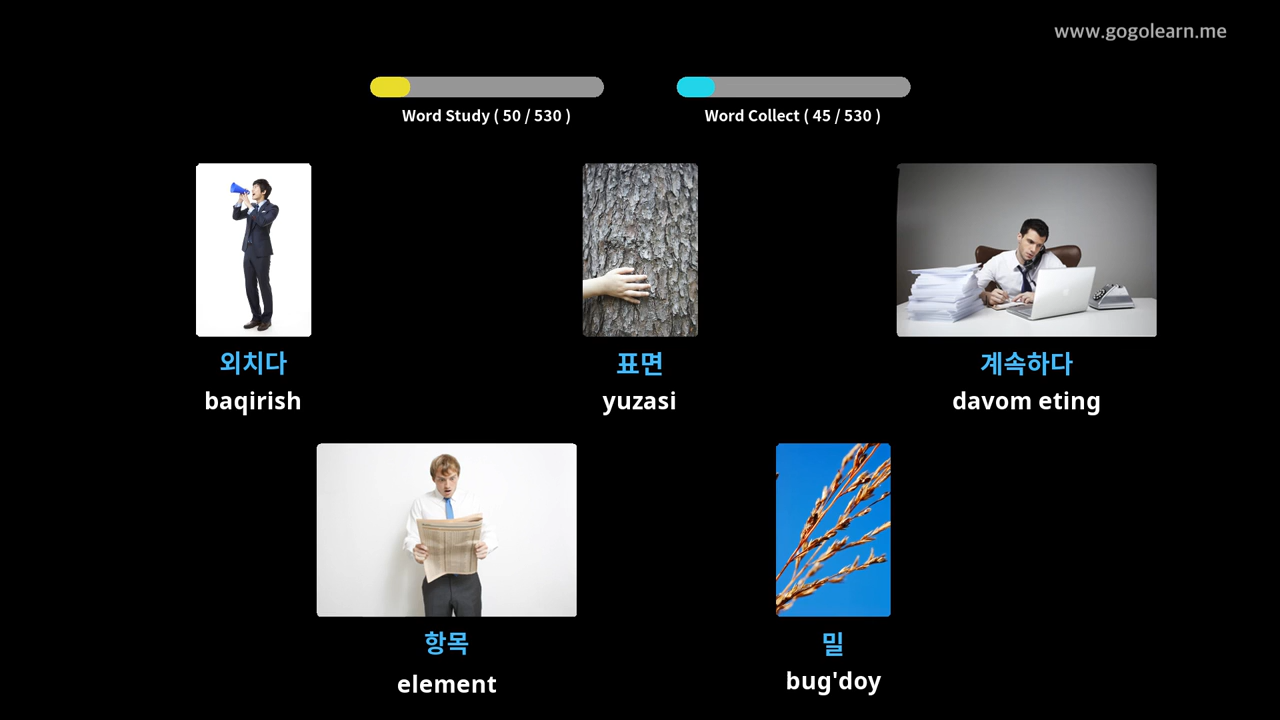 www.gogolearn.me
Word Study ( 50 / 530 )
Word Collect ( 45 / 530 )
외치다
baqirish
표면
yuzasi
계속하다
davom eting
항목
element
밀
bug'doy